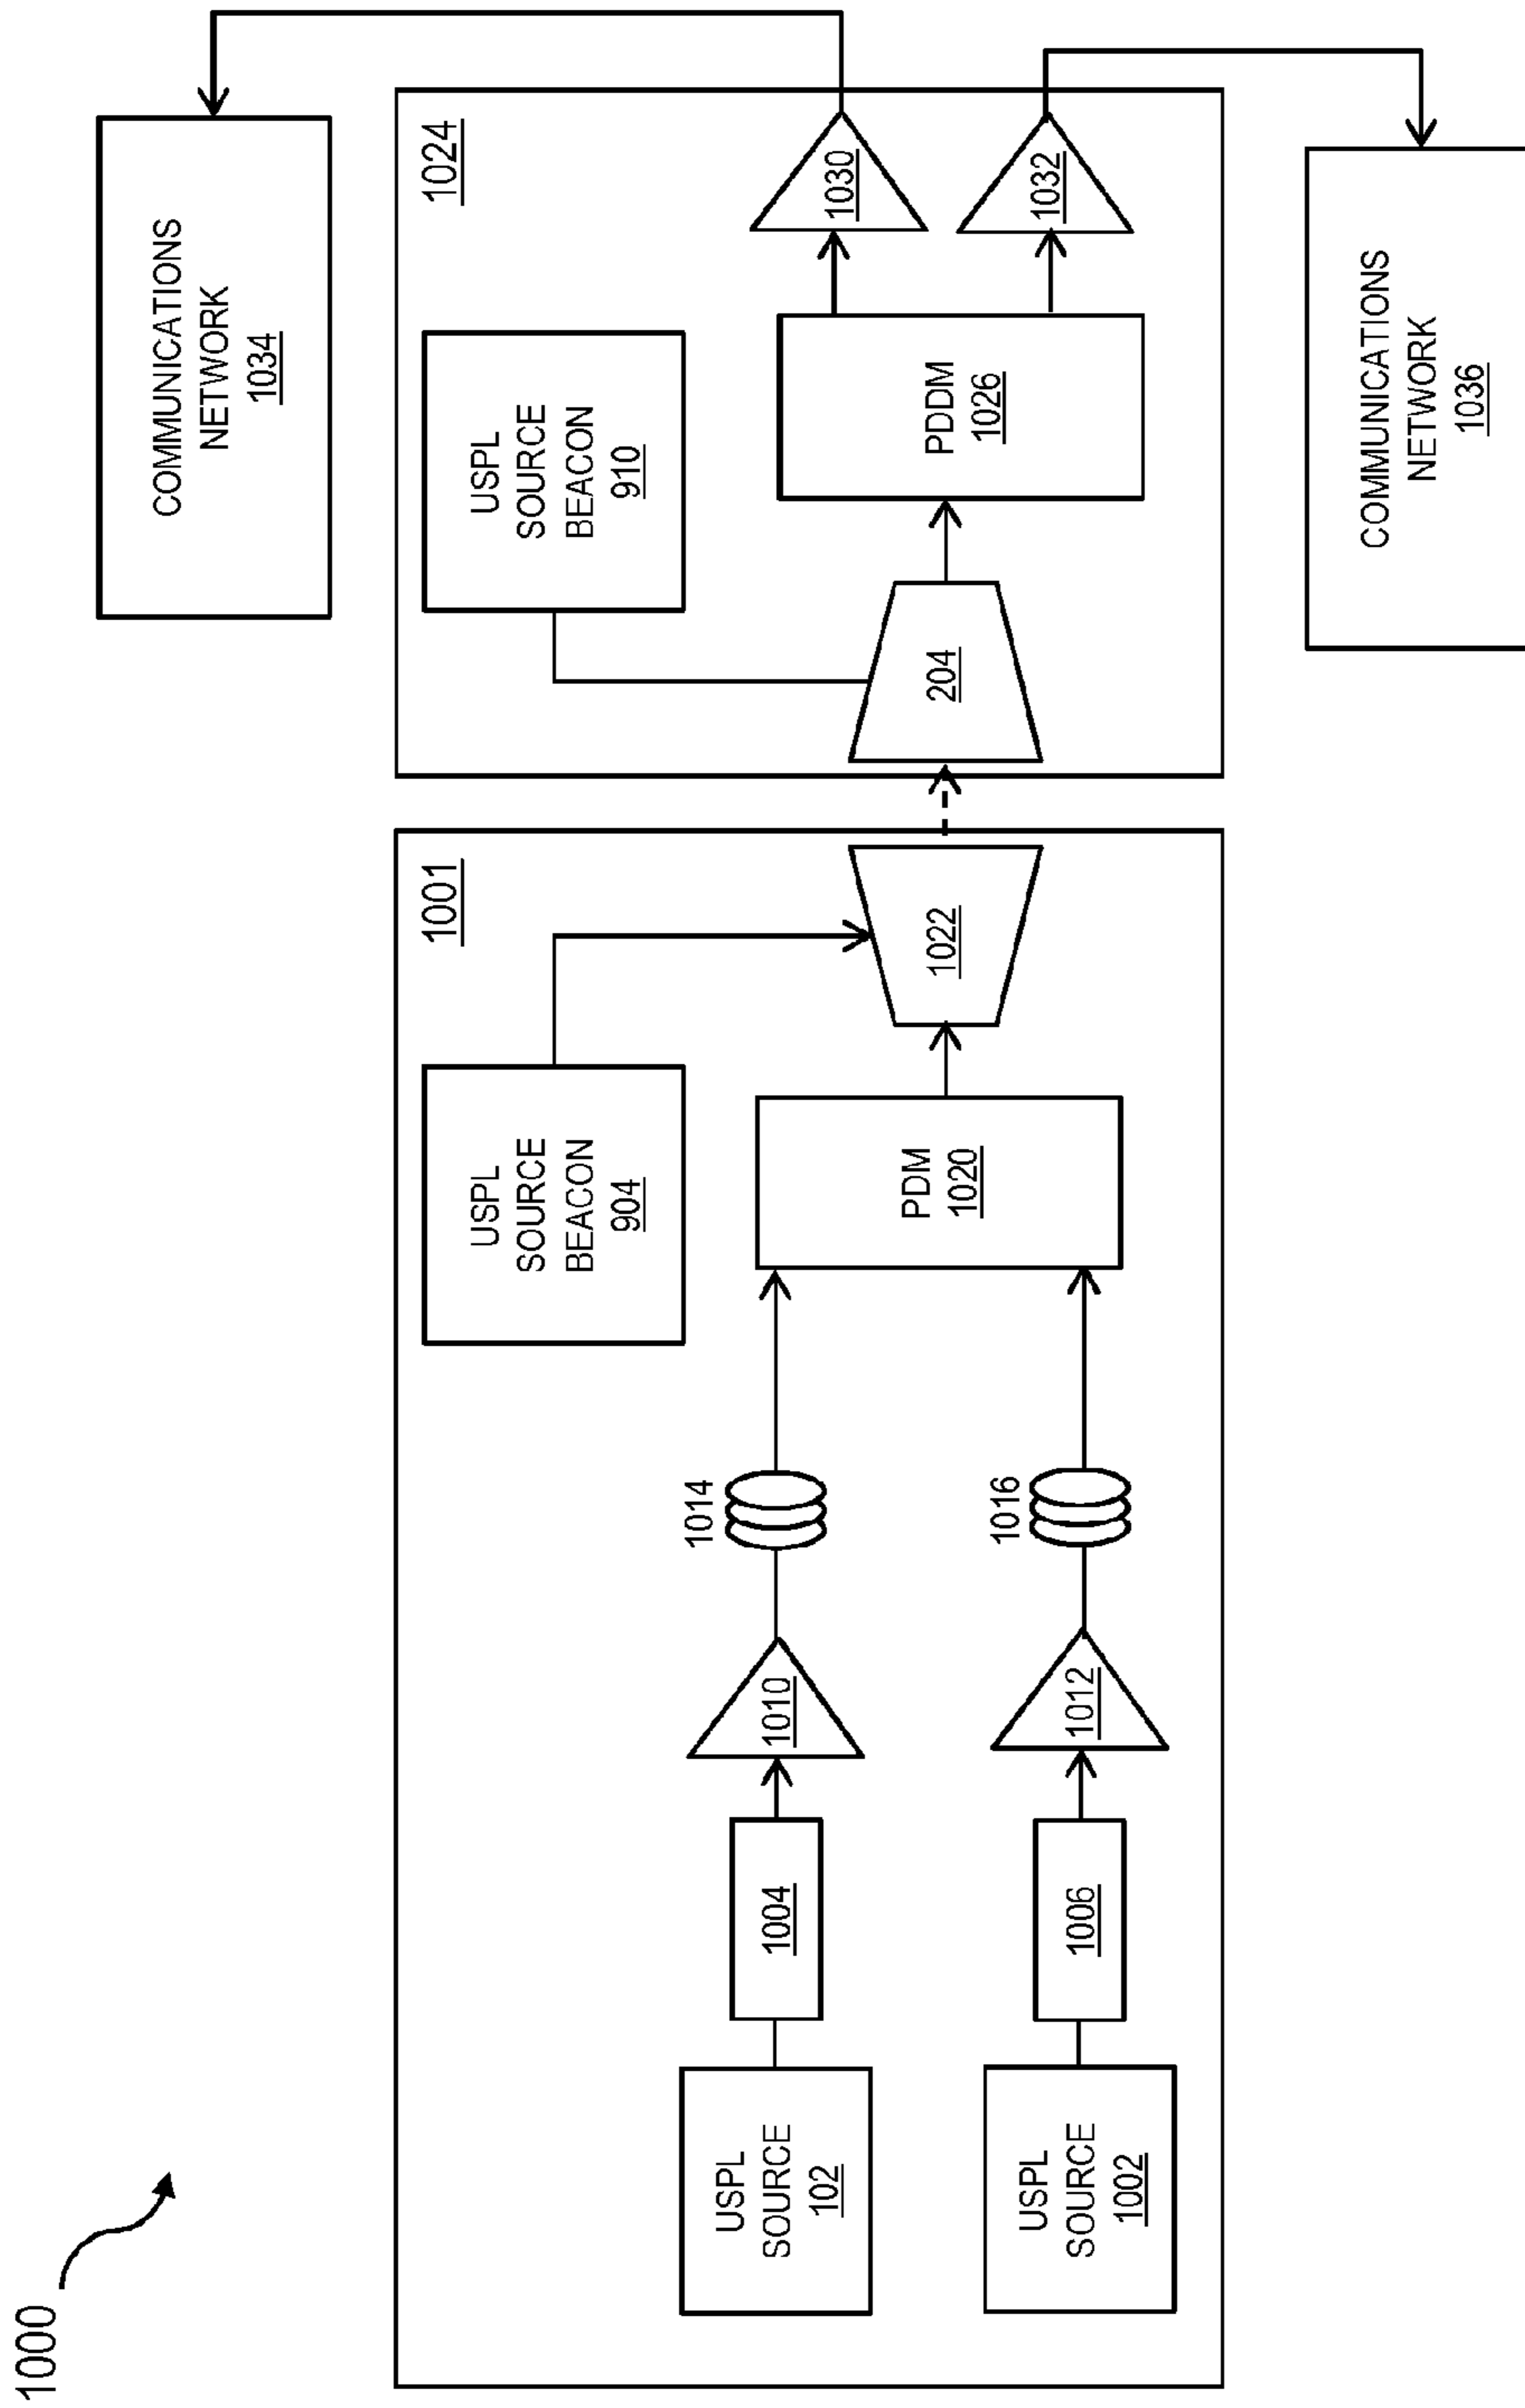 1000
COMMUNICATIONS
NETWORK
1034
1001
1024
USPL
SOURCE
BEACON
904
USPL
SOURCE
BEACON
910
USPL
SOURCE
102
1004
1010
1014
PDM
1020
1022
204
PDDM
1026
1030
1032
USPL
SOURCE
1002
1006
1012
1016
COMMUNICATIONS
NETWORK
1036